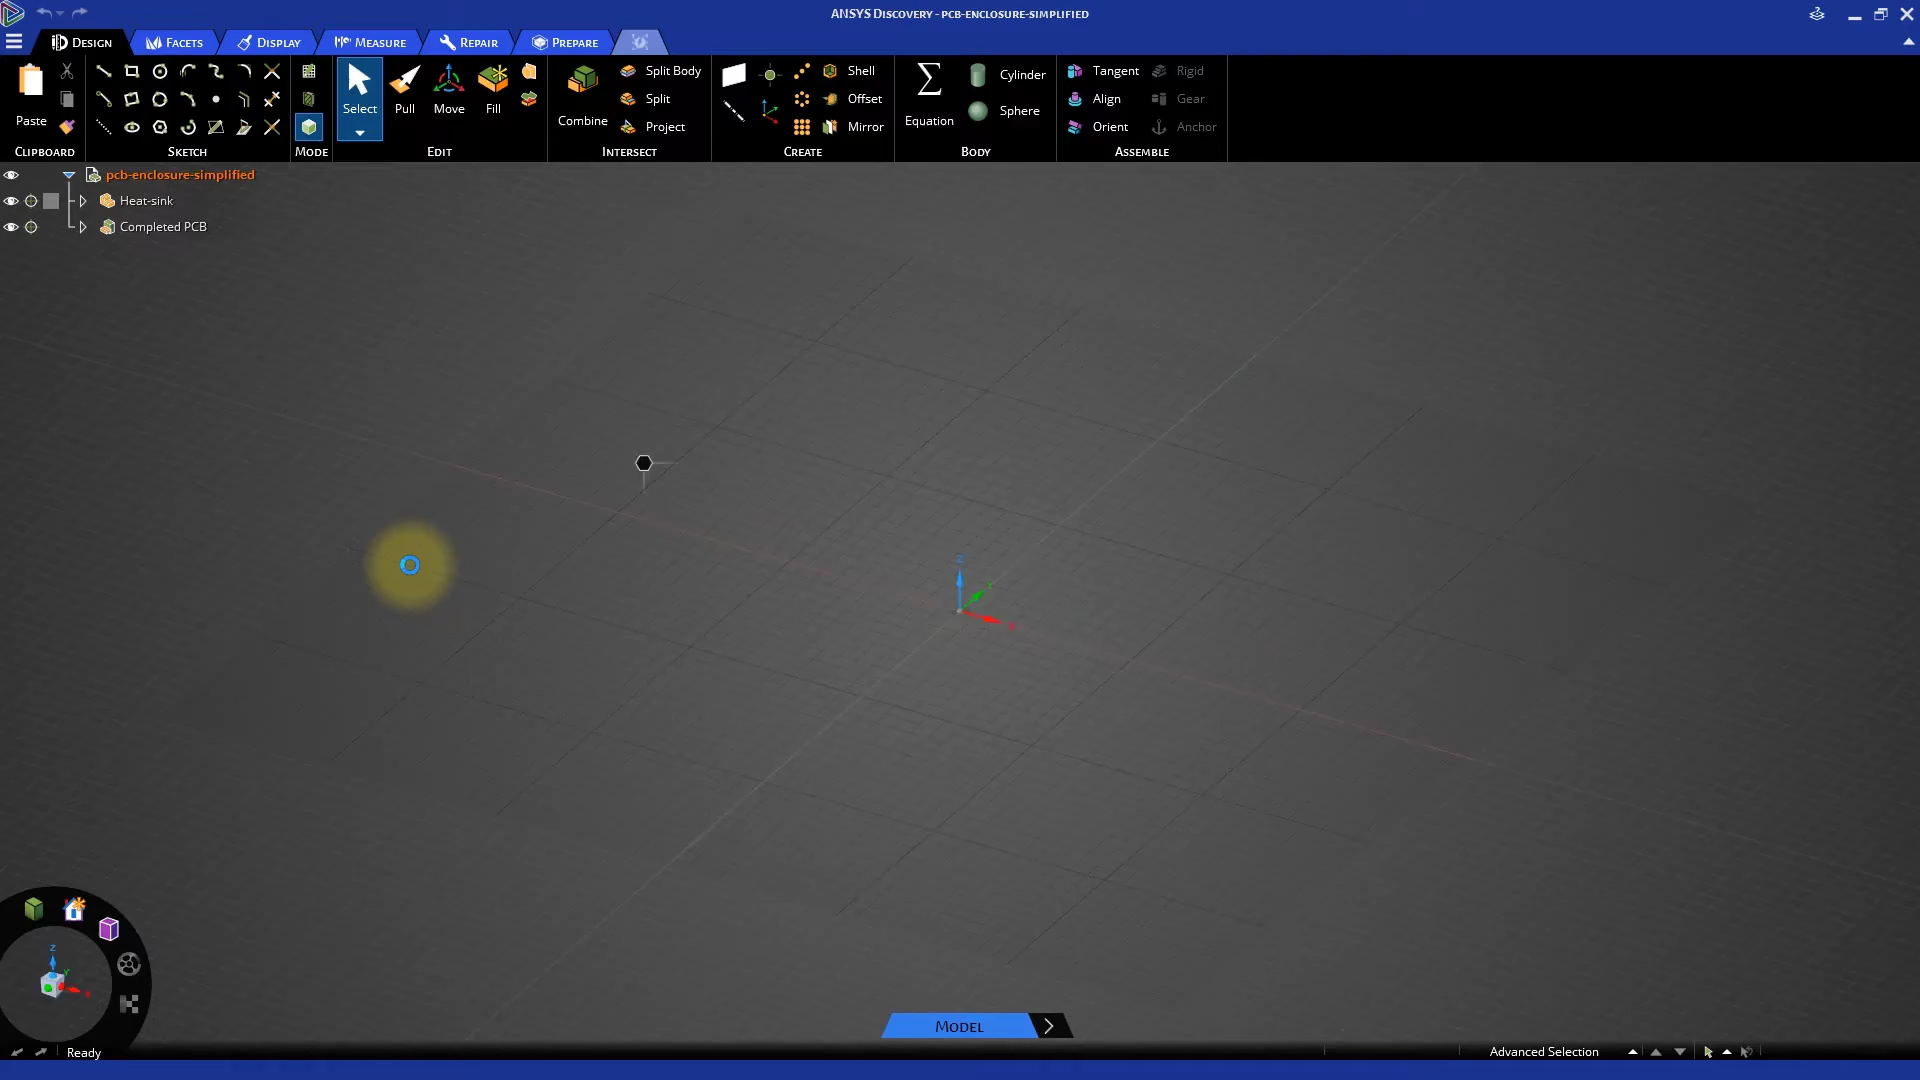 ANSYS Discovery - pcb-enclosure-simplified
Design
Facets
Display
Measure
Repair
Prepare
Paste
Select
Pull
Move
Fill
Combine
Split Body
Split
Project
Shell
Offset
Mirror
Equation
Cylinder
Sphere
Tangent
Align
Orient
Rigid
Gear
Anchor
Clipboard
Sketch
Mode
Edit
Intersect
Create
Body
Assemble
pcb-enclosure-simplified
Heat-sink
Completed PCB
Z
X
Z
Y
X
Model
Ready
Advanced Selection